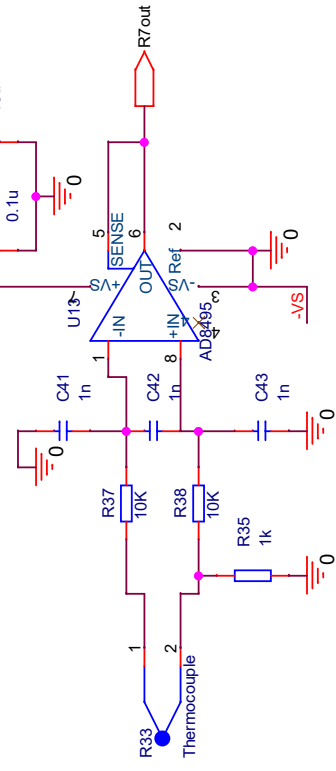 R7out
0.1u
0
5
SENSE
6
OUT
2
Ref
0
7
+VS
-VS
3
-VS
U13
-IN
+IN
4
AD8495
1
8
C41
1n
C42
1n
C43
1n
0
0
R37
10K
R38
10K
R35
1k
0
1
2
R33
Thermocouple